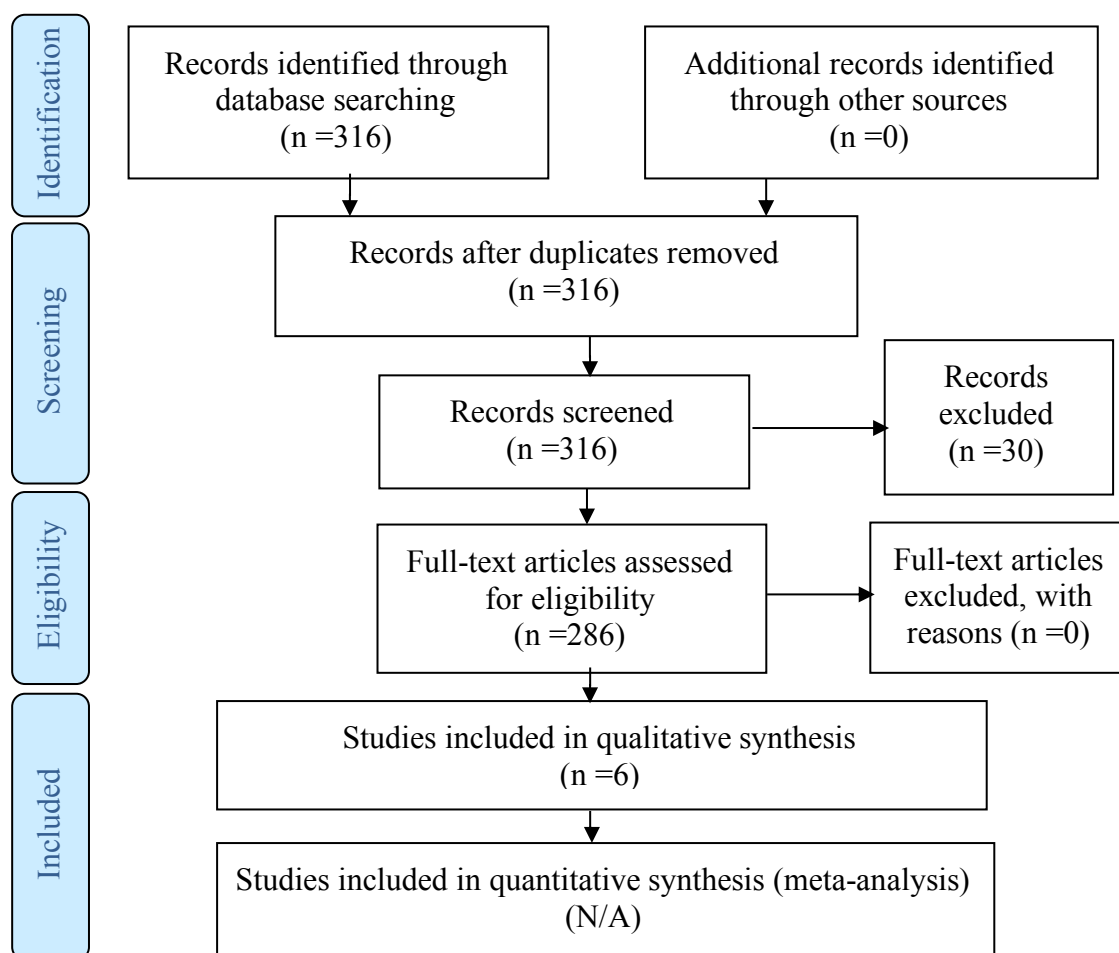 Identification
Records identified through
database searching
(n =316)
Additional records identified
through other sources
(n =0)
Screening
Records after duplicates removed
(n =316)
Records screened
(n =316)
Records
excluded
(n =30)
Eligibility
Full-text articles assessed
for eligibility
(n =286)
Full-text articles
excluded, with
reasons (n =0)
Included
Studies included in qualitative synthesis
(n =6)
Studies included in quantitative synthesis (meta-analysis)
(N/A)